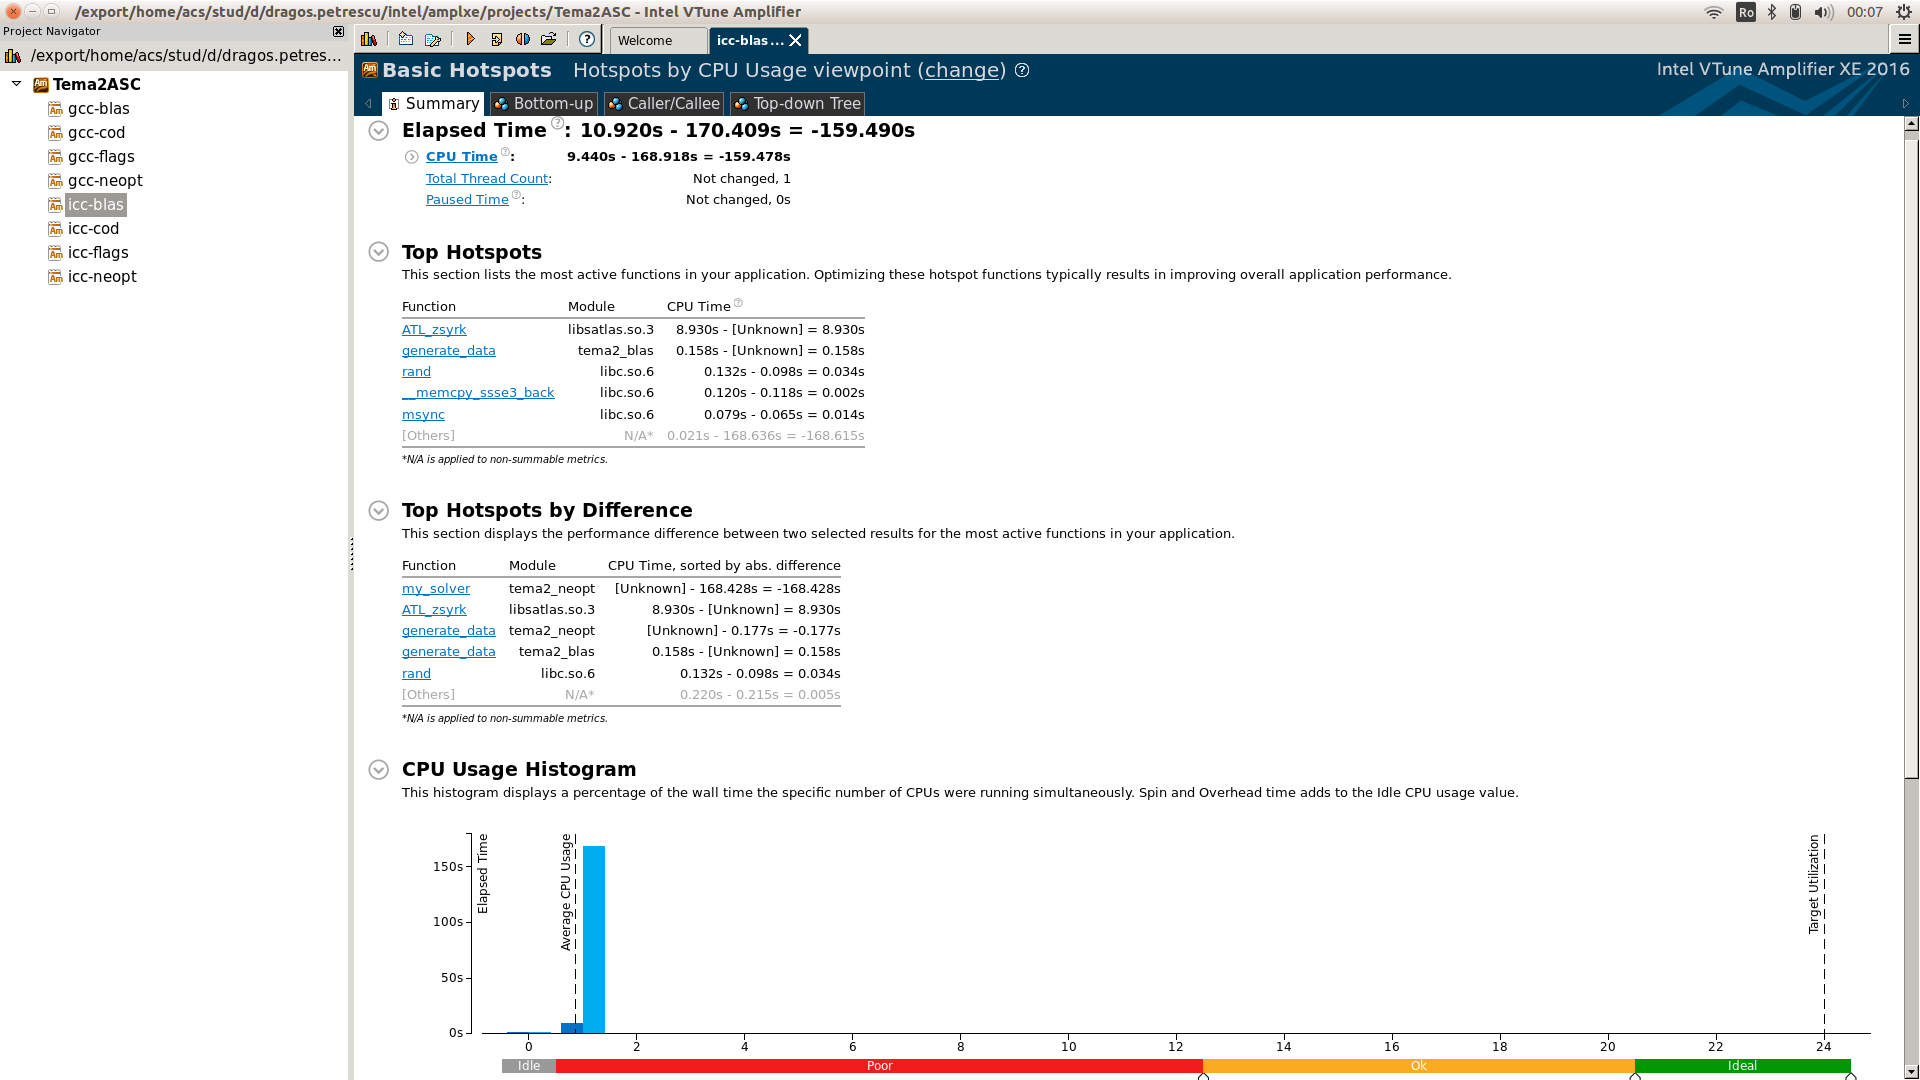 /export/home/acs/stud/d/dragos.petrescu/intel/amplxe/projects/Tema2ASC - Intel VTune Amplifier
Ro
00:07
Project Navigator
/export/home/acs/stud/d/dragos.petres...
Tema2ASC
gcc-blas
gcc-cod
gcc-flags
gcc-neopt
icc-blas
icc-cod
icc-flags
icc-neopt
Welcome
icc-blas...
Basic Hotspots Hotspots by CPU Usage viewpoint (change)
Intel VTune Amplifier XE 2016
Summary
Bottom-up
Caller/Callee
Top-down Tree
Elapsed Time: 10.920s - 170.409s = -159.490s
CPU Time: 9.440s - 168.918s = -159.478s
Total Thread Count: Not changed, 1
Paused Time: Not changed, 0s
Top Hotspots
This section lists the most active functions in your application. Optimizing these hotspot functions typically results in improving overall application performance.
Function Module CPU Time
ATL_zsyrk libsatlas.so.3 8.930s - [Unknown] = 8.930s
generate_data tema2_blas 0.158s - [Unknown] = 0.158s
rand libc.so.6 0.132s - 0.098s = 0.034s
__memcpy_ssse3_back libc.so.6 0.120s - 0.118s = 0.002s
msync libc.so.6 0.079s - 0.065s = 0.014s
[Others] N/A* 0.021s - 168.636s = -168.615s
*N/A is applied to non-summable metrics.
Top Hotspots by Difference
This section displays the performance difference between two selected results for the most active functions in your application.
Function Module CPU Time, sorted by abs. difference
my_solver tema2_neopt [Unknown] - 168.428s = -168.428s
ATL_zsyrk libsatlas.so.3 8.930s - [Unknown] = 8.930s
generate_data tema2_neopt [Unknown] - 0.177s = -0.177s
generate_data tema2_blas 0.158s - [Unknown] = 0.158s
rand libc.so.6 0.132s - 0.098s = 0.034s
[Others] N/A* 0.220s - 0.215s = 0.005s
*N/A is applied to non-summable metrics.
CPU Usage Histogram
This histogram displays a percentage of the wall time the specific number of CPUs were running simultaneously. Spin and Overhead time adds to the Idle CPU usage value.
Elapsed Time
Average CPU Usage
Target Utilization
150s
100s
50s
0s
0 2 4 6 8 10 12 14 16 18 20 22 24
Idle Poor Ok Ideal